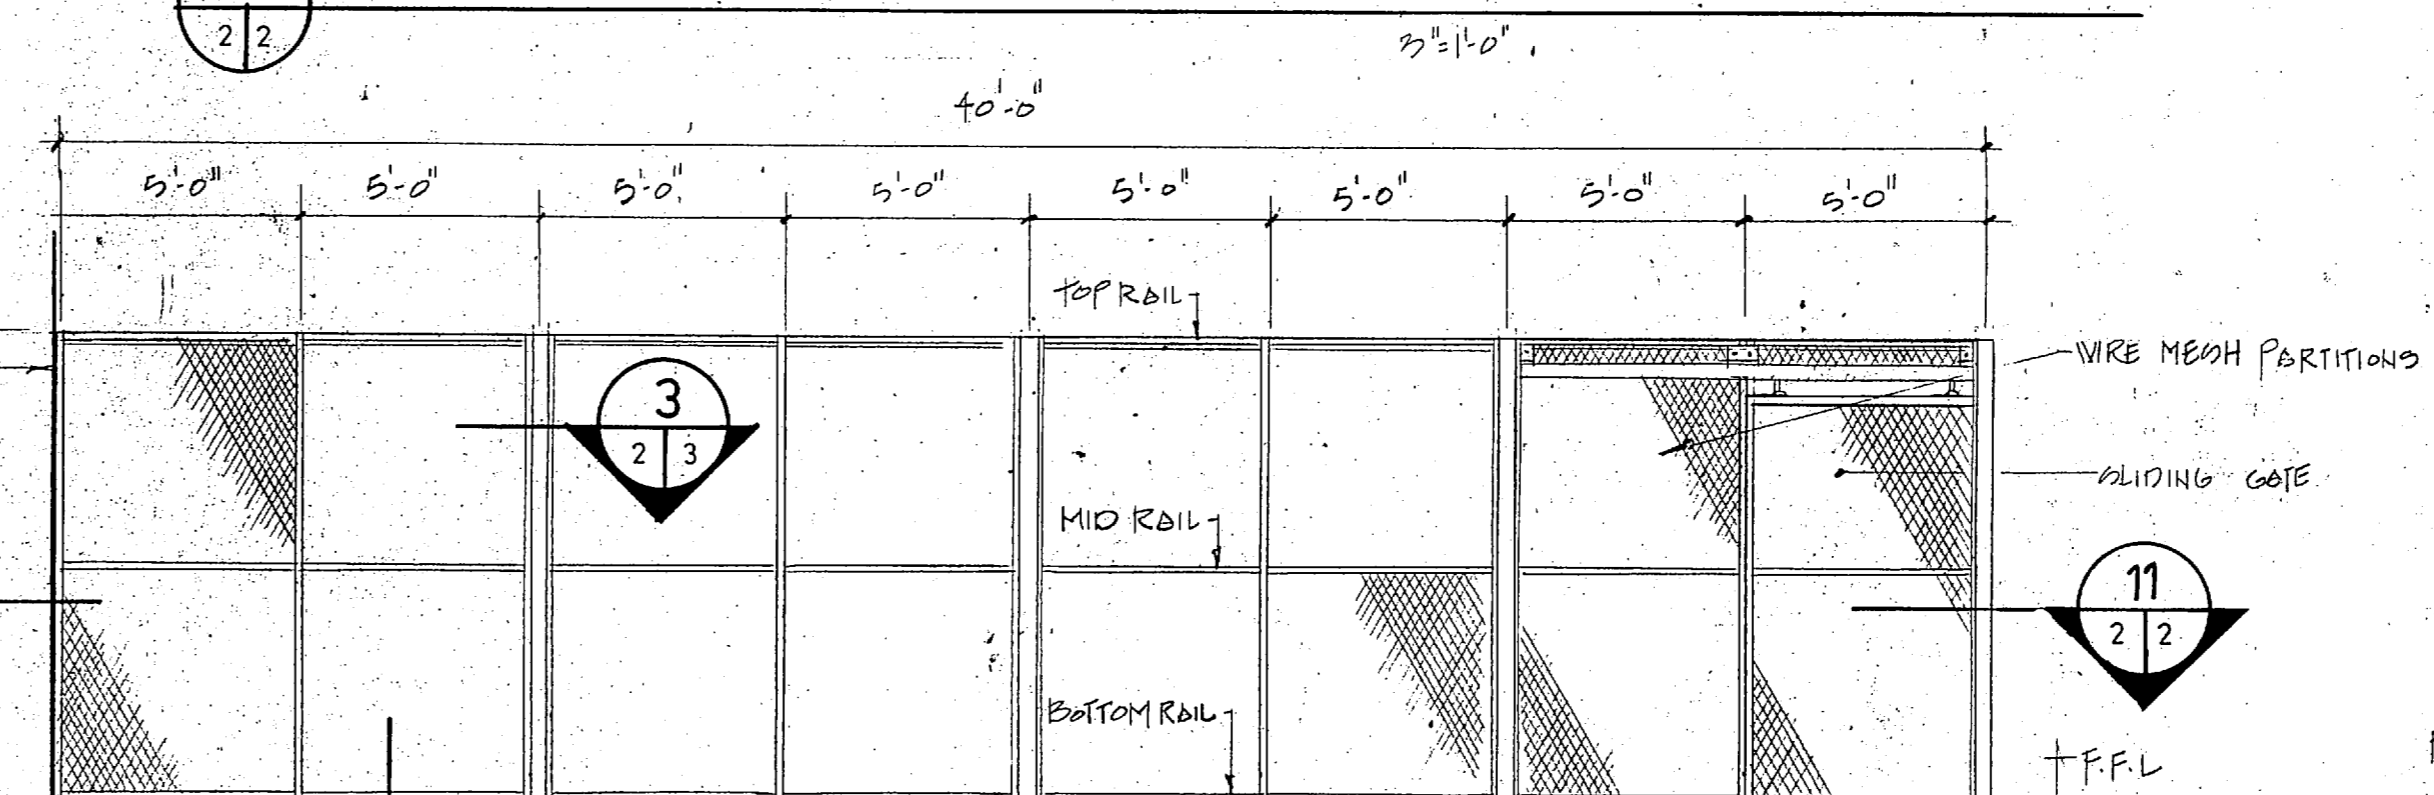 2 2
3"=1'-0"
40'-0"
5'-0" 5'-0" 5'-0" 5'-0" 5'-0" 5'-0" 5'-0" 5'-0"
TOP RAIL
WIRE MESH PARTITIONS
3
2 3
SLIDING GATE
MID RAIL
11
2 2
BOTTOM RAIL
F.F.L